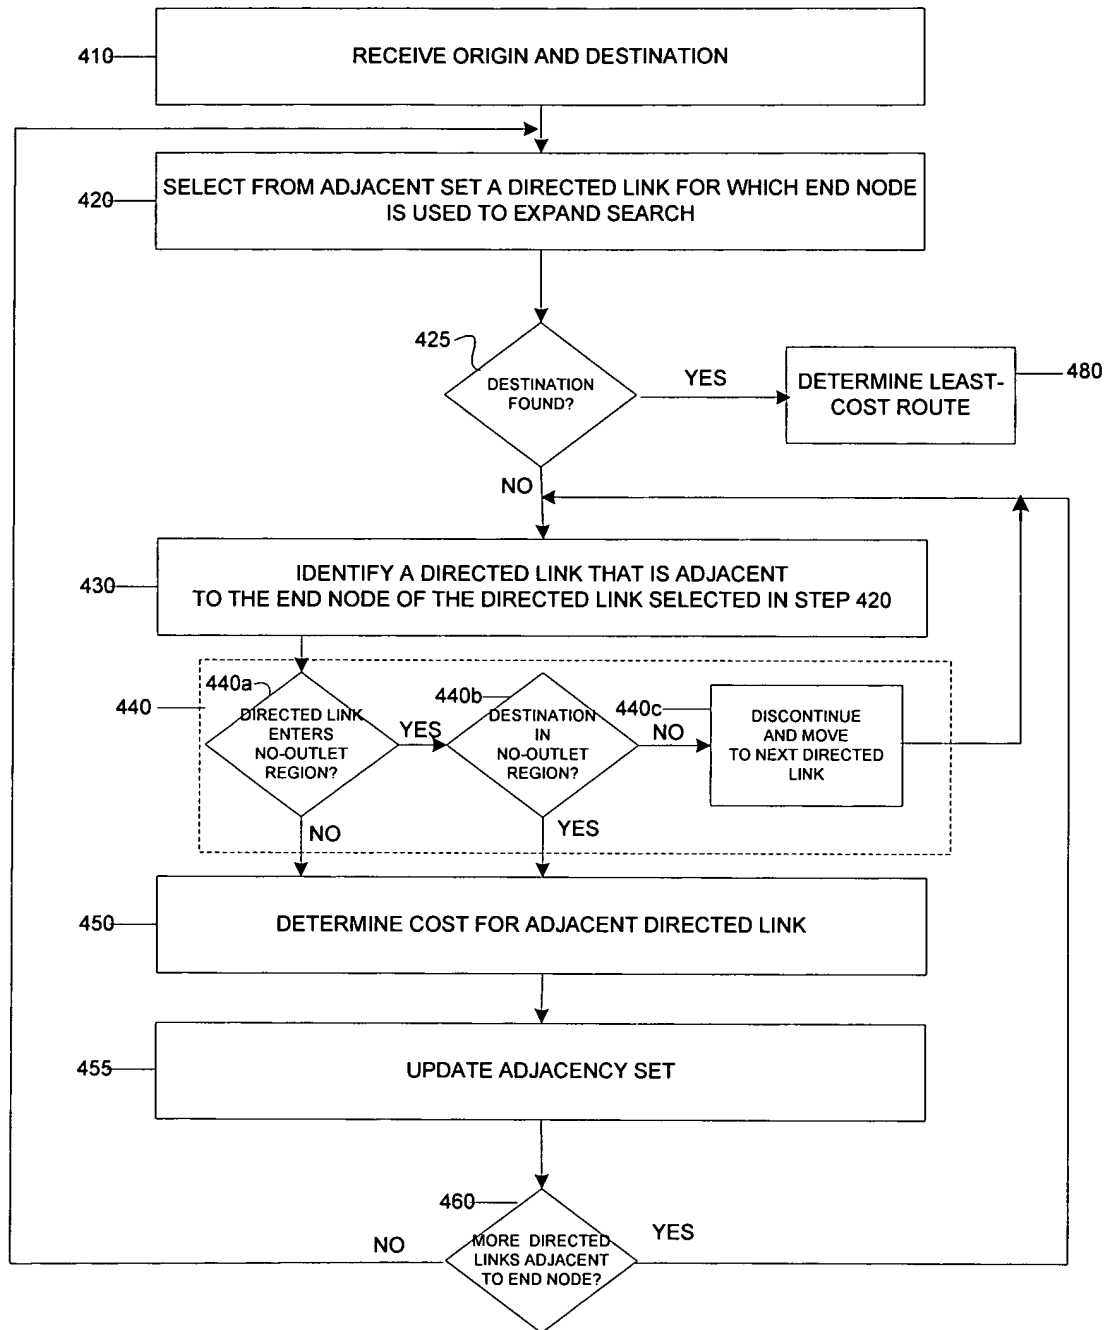 410
RECEIVE ORIGIN AND DESTINATION
420
SELECT FROM ADJACENT SET A DIRECTED LINK FOR WHICH END NODE
IS USED TO EXPAND SEARCH
425
DESTINATION
FOUND?
YES
DETERMINE LEAST-
COST ROUTE
480
NO
430
IDENTIFY A DIRECTED LINK THAT IS ADJACENT
TO THE END NODE OF THE DIRECTED LINK SELECTED IN STEP 420
440
440a
DIRECTED LINK
ENTERS
NO-OUTLET
REGION?
YES
440b
DESTINATION
IN
NO-OUTLET
REGION?
NO
440c
DISCONTINUE
AND MOVE
TO NEXT DIRECTED
LINK
NO
YES
450
DETERMINE COST FOR ADJACENT DIRECTED LINK
455
UPDATE ADJACENCY SET
460
MORE DIRECTED
LINKS ADJACENT
TO END NODE?
NO
YES